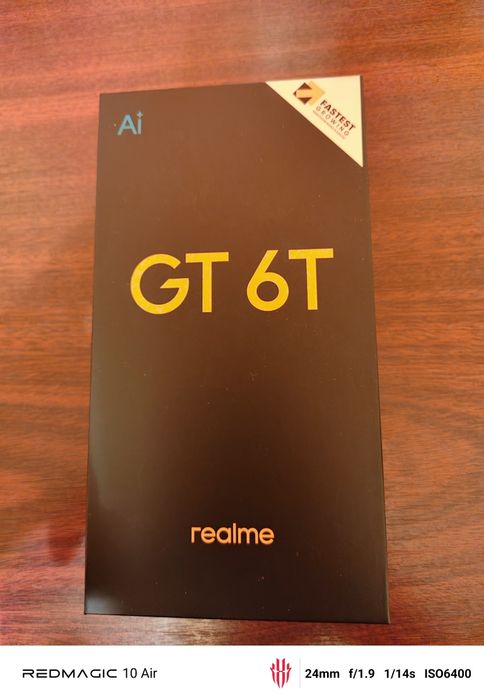 Ai
FASTEST
GROWING
GT 6T
realme
REDMAGIC 10 Air
24mm f/1.9 1/14s ISO6400